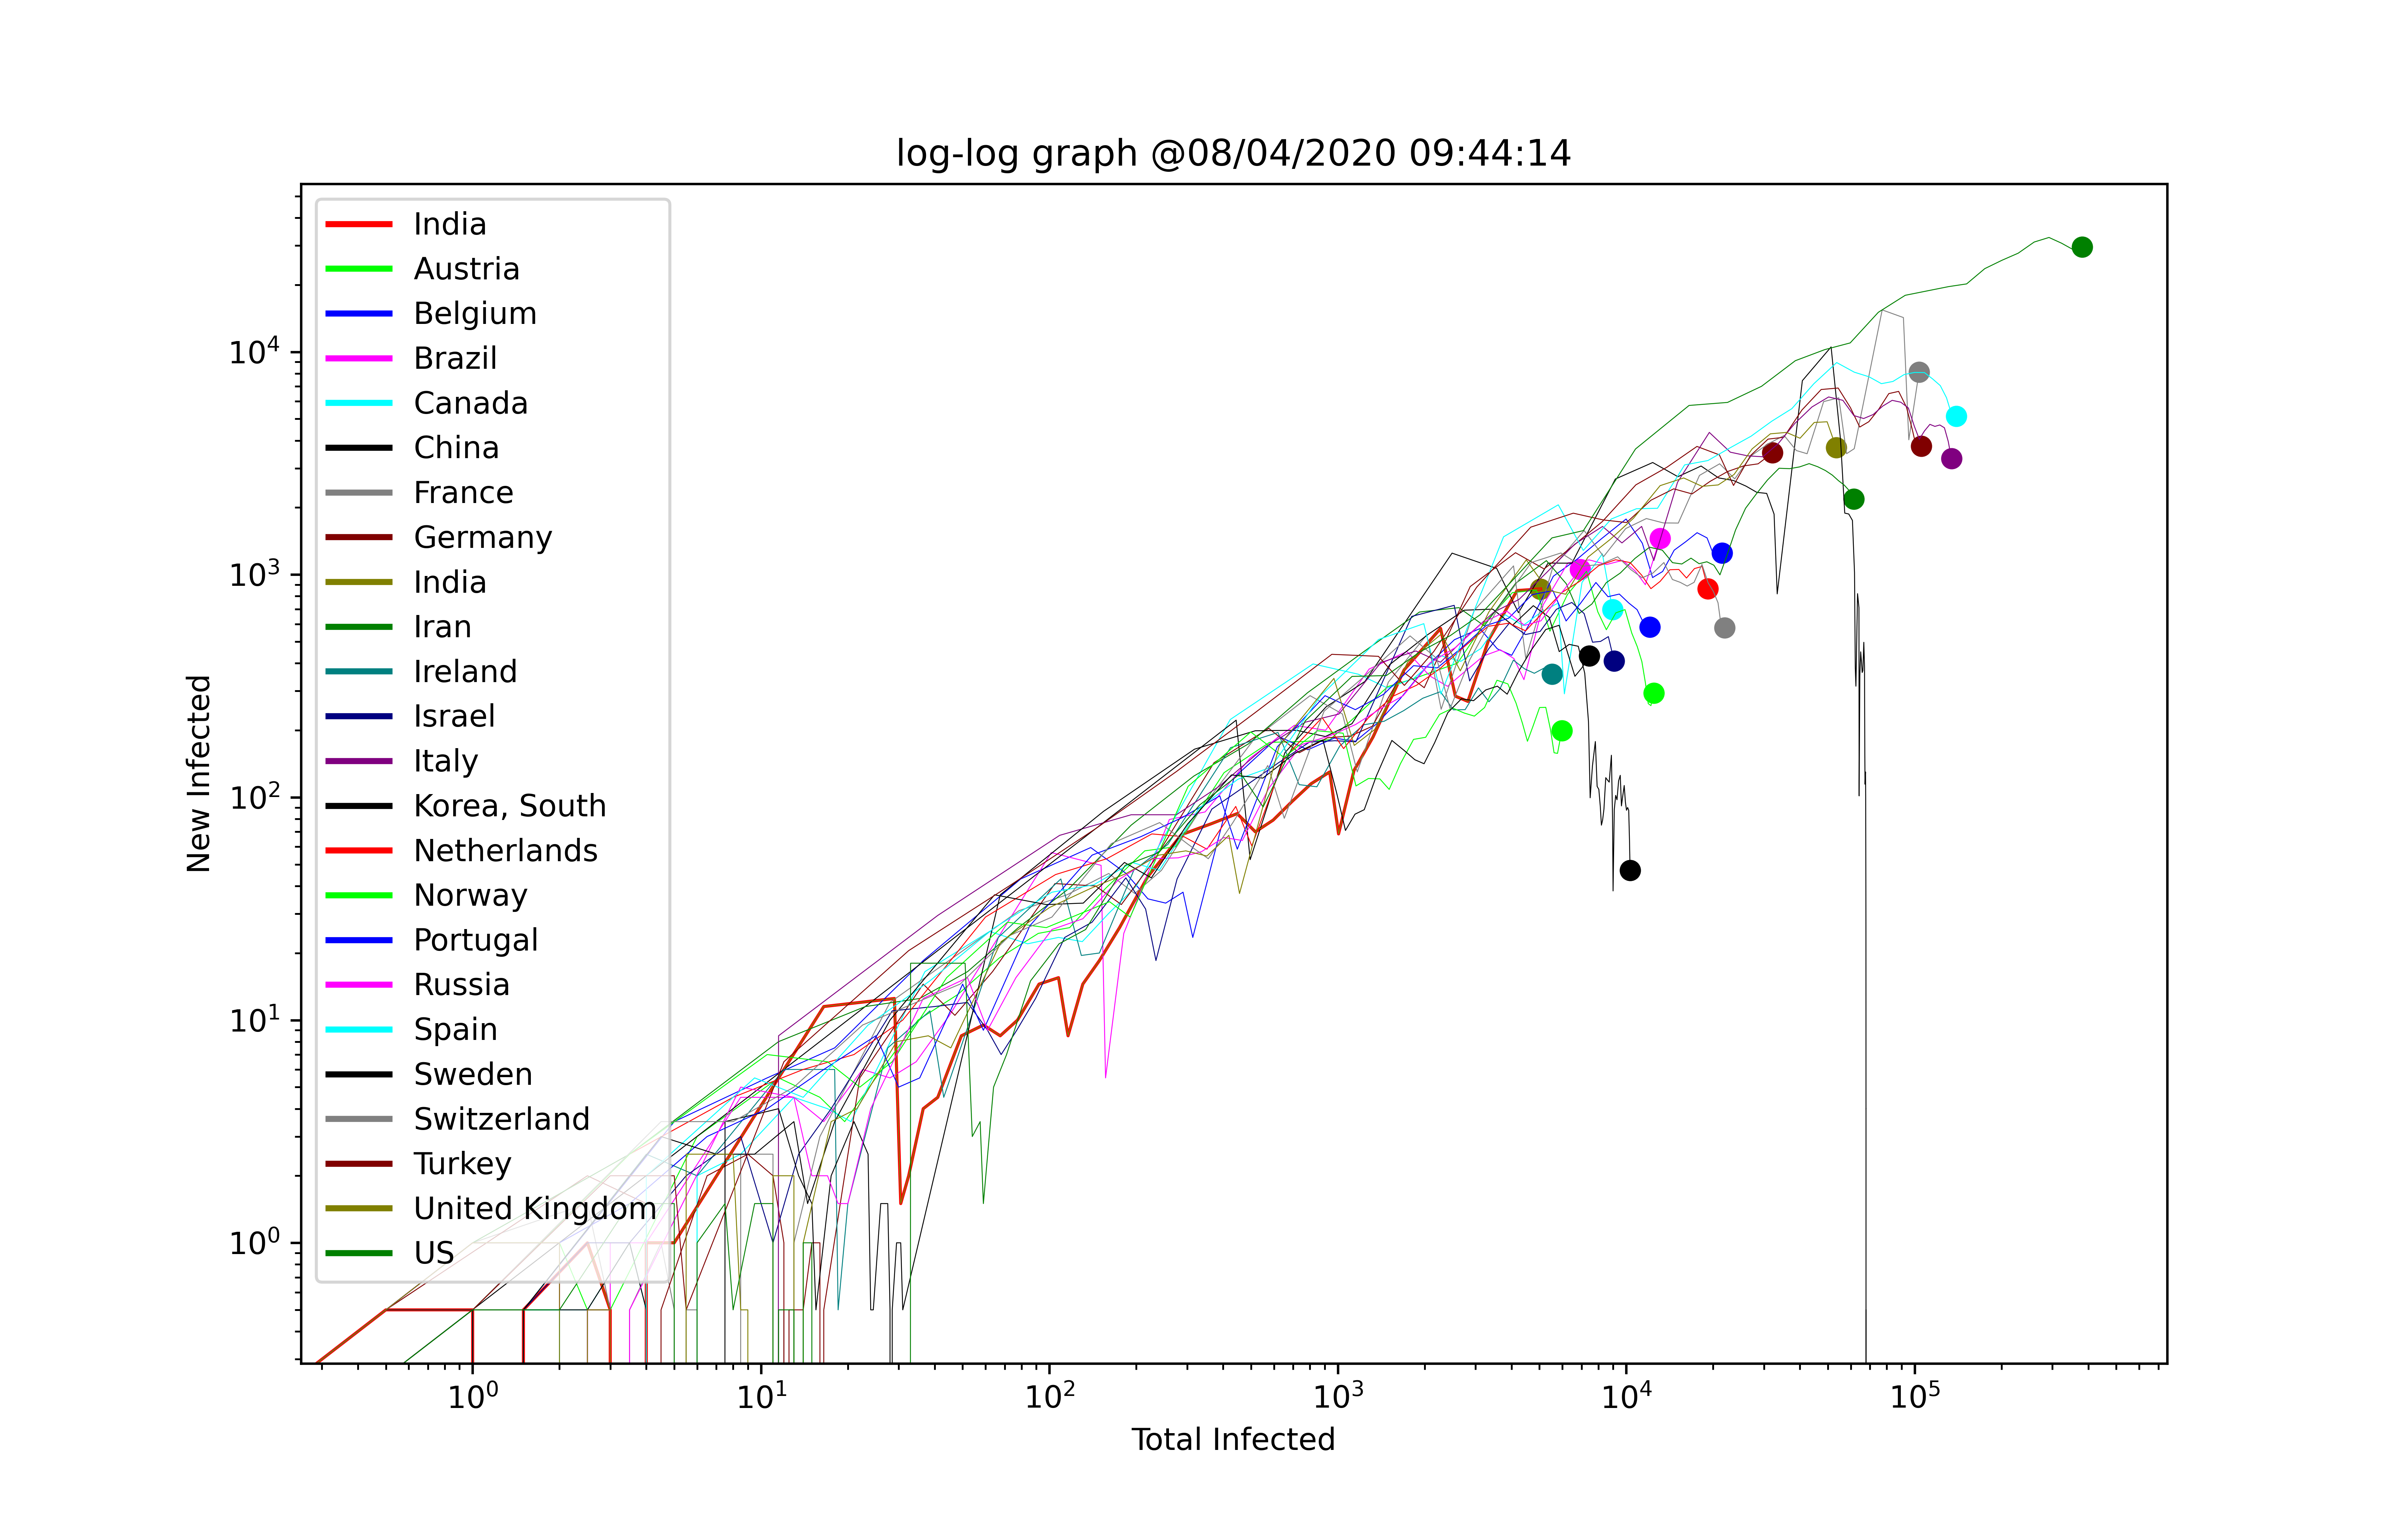 log-log graph @08/04/2020 09:44:14
India
Austria
Belgium
Brazil
Canada
China
France
Germany
India
Iran
Ireland
Israel
Italy
Korea, South
Netherlands
Norway
Portugal
Russia
Spain
Sweden
Switzerland
Turkey
United Kingdom
US
New Infected
10⁴
10³
10²
10¹
10⁰
10⁰ 10¹ 10² 10³ 10⁴ 10⁵
Total Infected